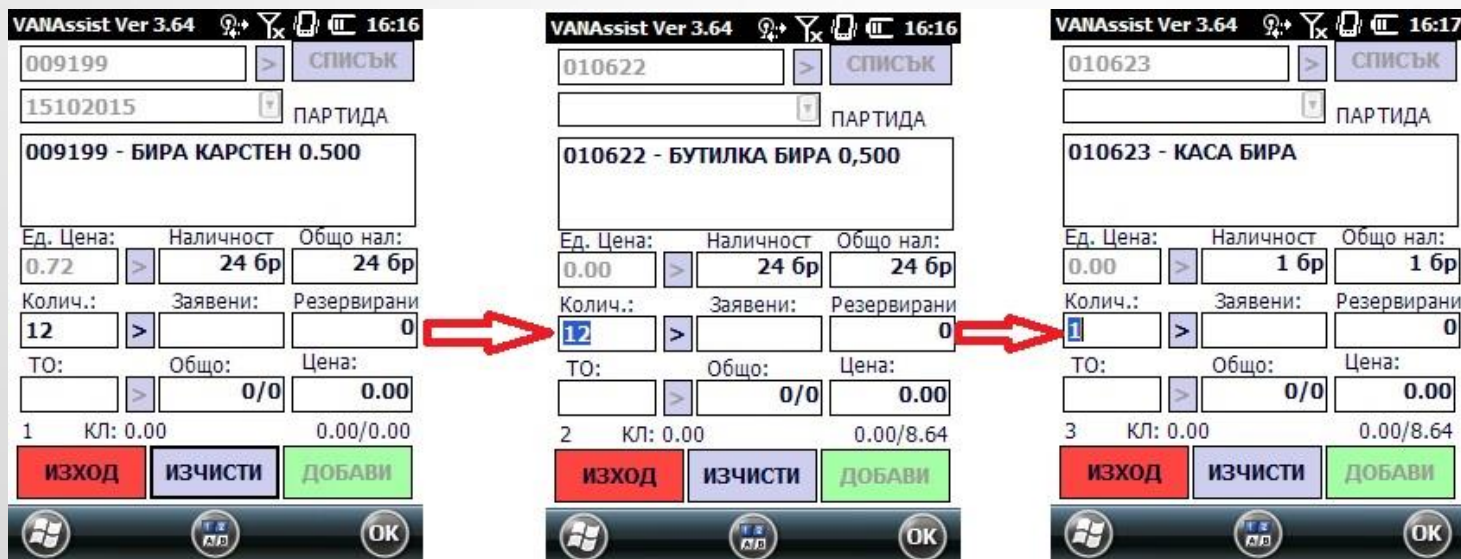 VANAssist Ver 3.64 16:16
009199 > СПИСЪК
15102015 ПАРТИДА
009199 - БИРА КАРСТЕН 0.500
Ед. Цена: Наличност Общо нал:
0.72 > 24 бр 24 бр
Колич.: Заявени: Резервирани
12 > 0
ТО: Общо: Цена:
> 0/0 0.00
1 КЛ: 0.00 0.00/0.00
ИЗХОД ИЗЧИСТИ ДОБАВИ
OK
VANAssist Ver 3.64 16:16
010622 > СПИСЪК
ПАРТИДА
010622 - БУТИЛКА БИРА 0,500
Ед. Цена: Наличност Общо нал:
0.00 > 24 бр 24 бр
Колич.: Заявени: Резервирани
12 > 0
ТО: Общо: Цена:
> 0/0 0.00
2 КЛ: 0.00 0.00/8.64
ИЗХОД ИЗЧИСТИ ДОБАВИ
OK
VANAssist Ver 3.64 16:17
010623 > СПИСЪК
ПАРТИДА
010623 - КАСА БИРА
Ед. Цена: Наличност Общо нал:
0.00 > 1 бр 1 бр
Колич.: Заявени: Резервирани
1 > 0
ТО: Общо: Цена:
> 0/0 0.00
3 КЛ: 0.00 0.00/8.64
ИЗХОД ИЗЧИСТИ ДОБАВИ
OK